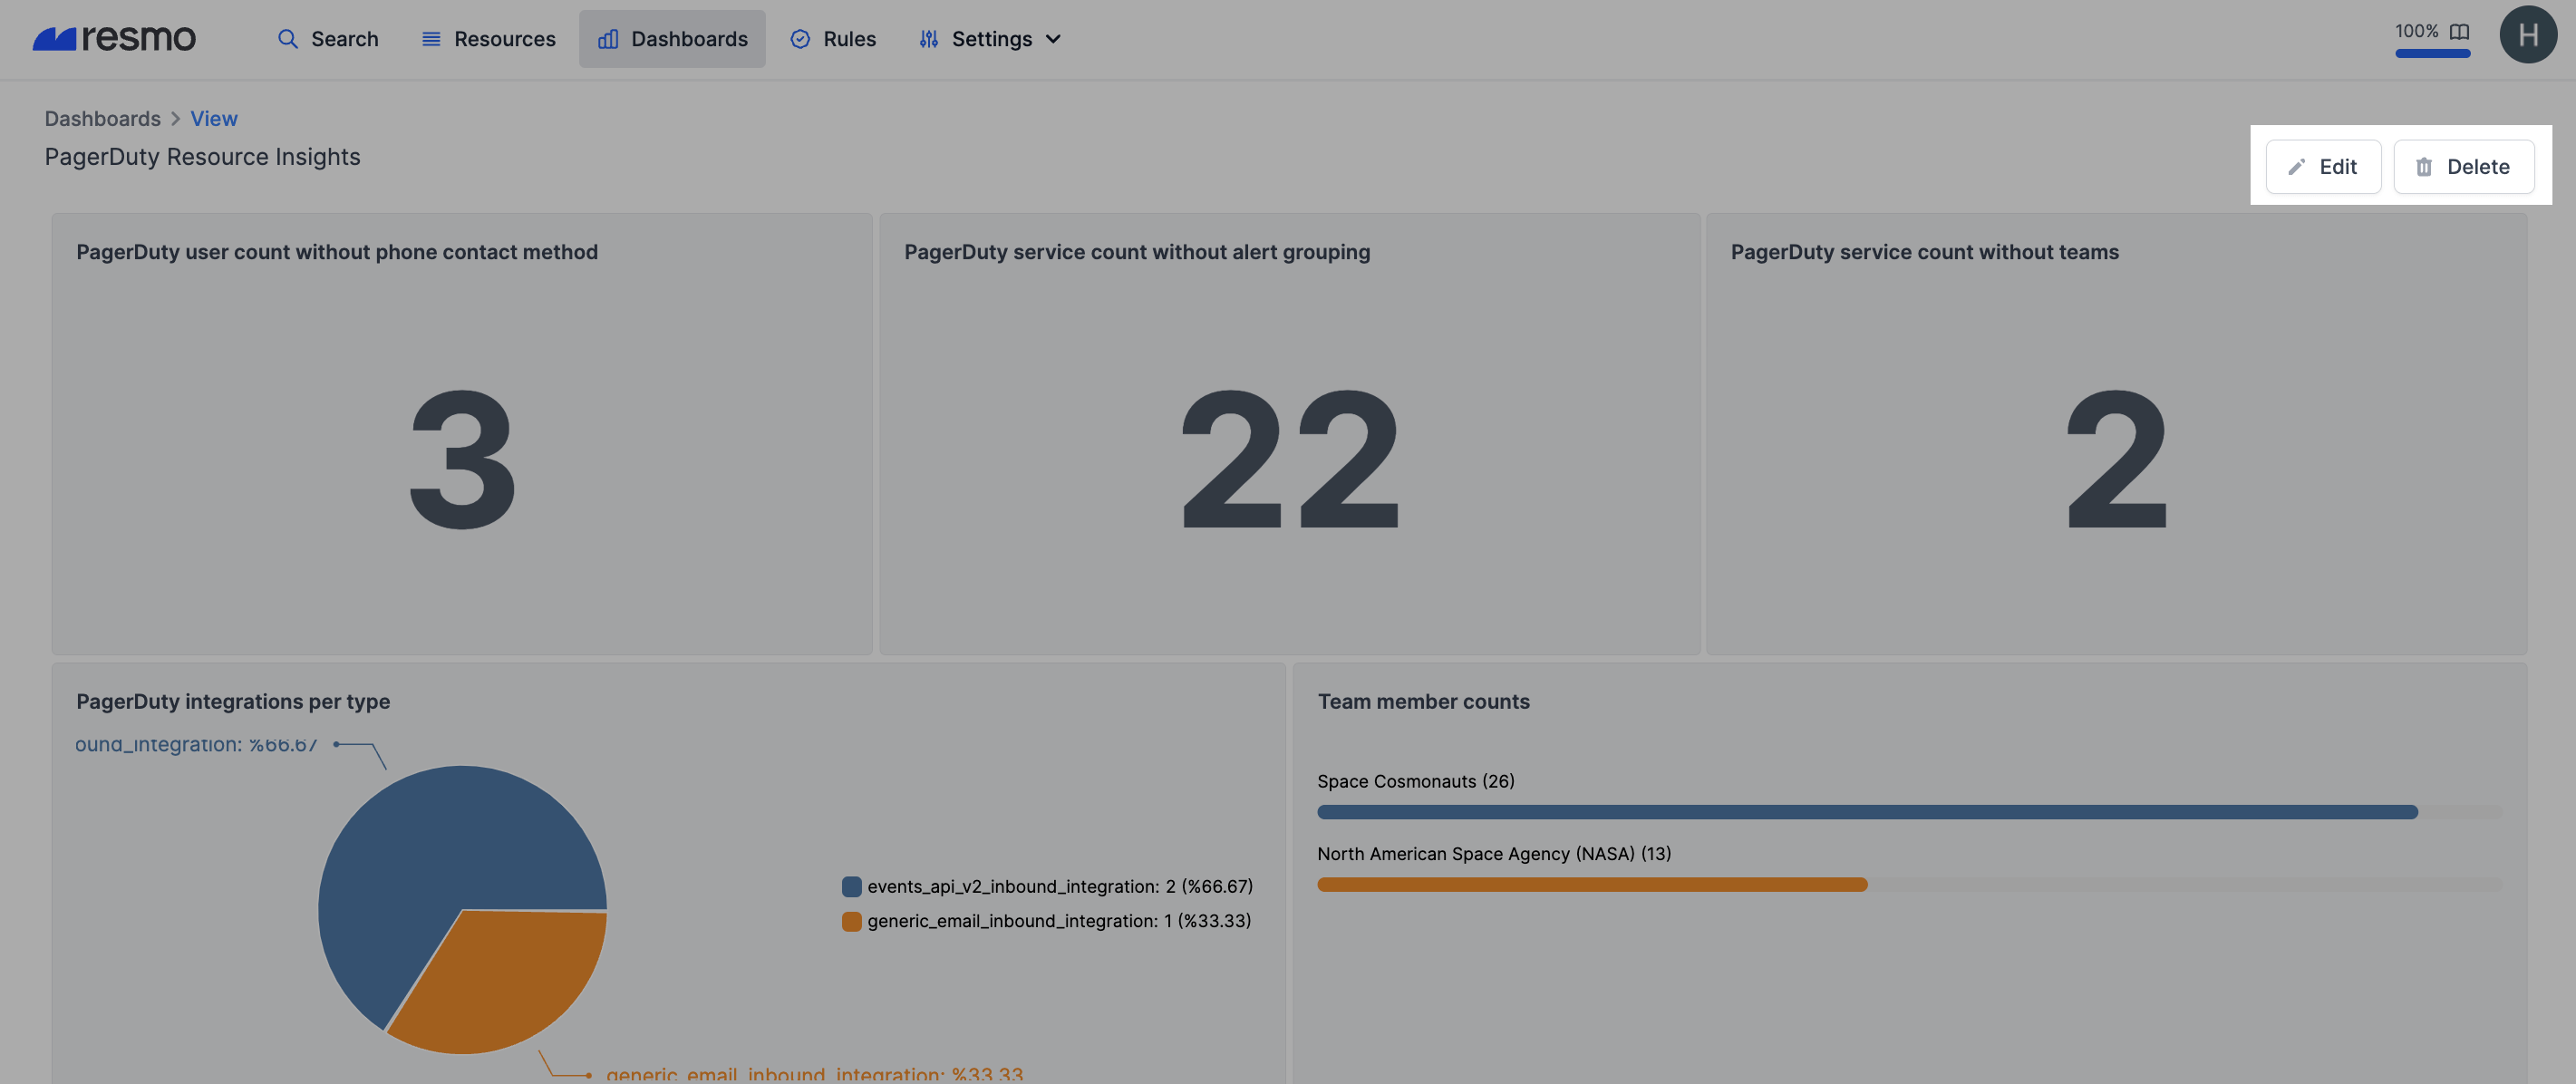 resmo
Search
Resources
Dashboards
Rules
Settings
100%
H
Dashboards > View
PagerDuty Resource Insights
Edit
Delete
PagerDuty user count without phone contact method
PagerDuty service count without alert grouping
PagerDuty service count without teams
3
22
2
PagerDuty integrations per type
ound_integration: %66.67
events_api_v2_inbound_integration: 2 (%66.67)
generic_email_inbound_integration: 1 (%33.33)
generic_email_inbound_integration: %33.33
Team member counts
Space Cosmonauts (26)
North American Space Agency (NASA) (13)